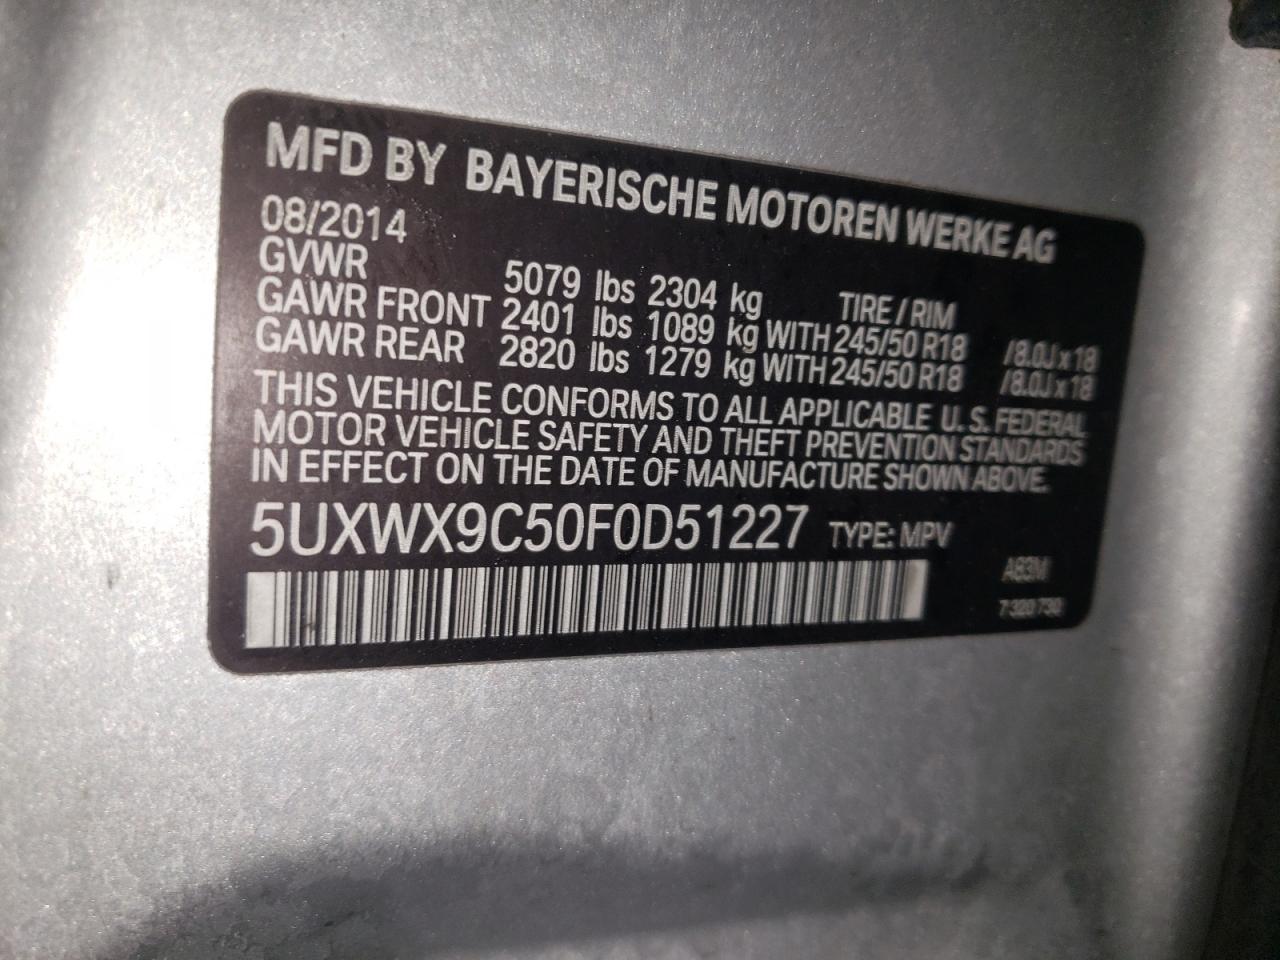 MFD BY BAYERISCHE MOTOREN WERKE AG
08/2014
GVWR 5079 lbs 2304 kg TIRE / RIM
GAWR FRONT 2401 lbs 1089 kg WITH 245/50 R18 /8.0J x 18
GAWR REAR 2820 lbs 1279 kg WITH 245/50 R18 /8.0J x 18
THIS VEHICLE CONFORMS TO ALL APPLICABLE U.S. FEDERAL
MOTOR VEHICLE SAFETY AND THEFT PREVENTION STANDARDS
IN EFFECT ON THE DATE OF MANUFACTURE SHOWN ABOVE.
5UXWX9C50F0D51227 TYPE: MPV
A83M
7 320 730